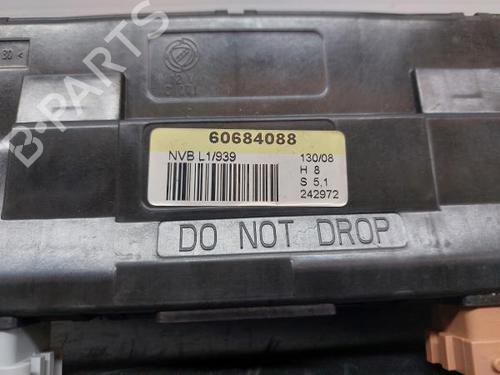 B-PARTS
60684088
NVB L1/939
130/08
H 8
S 5,1
242972
DO NOT DROP